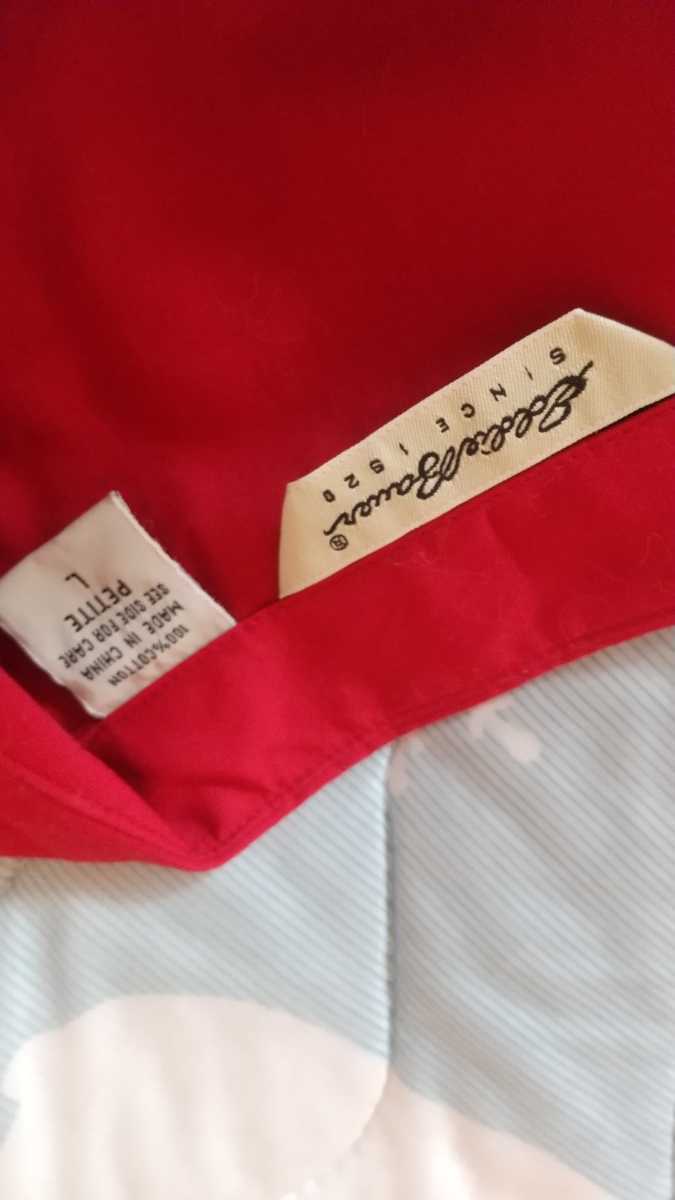 Eddie Bauer®
SINCE 1920
L
PETITE
SEE SIDE FOR CARE
MADE IN CHINA
100%COTTON